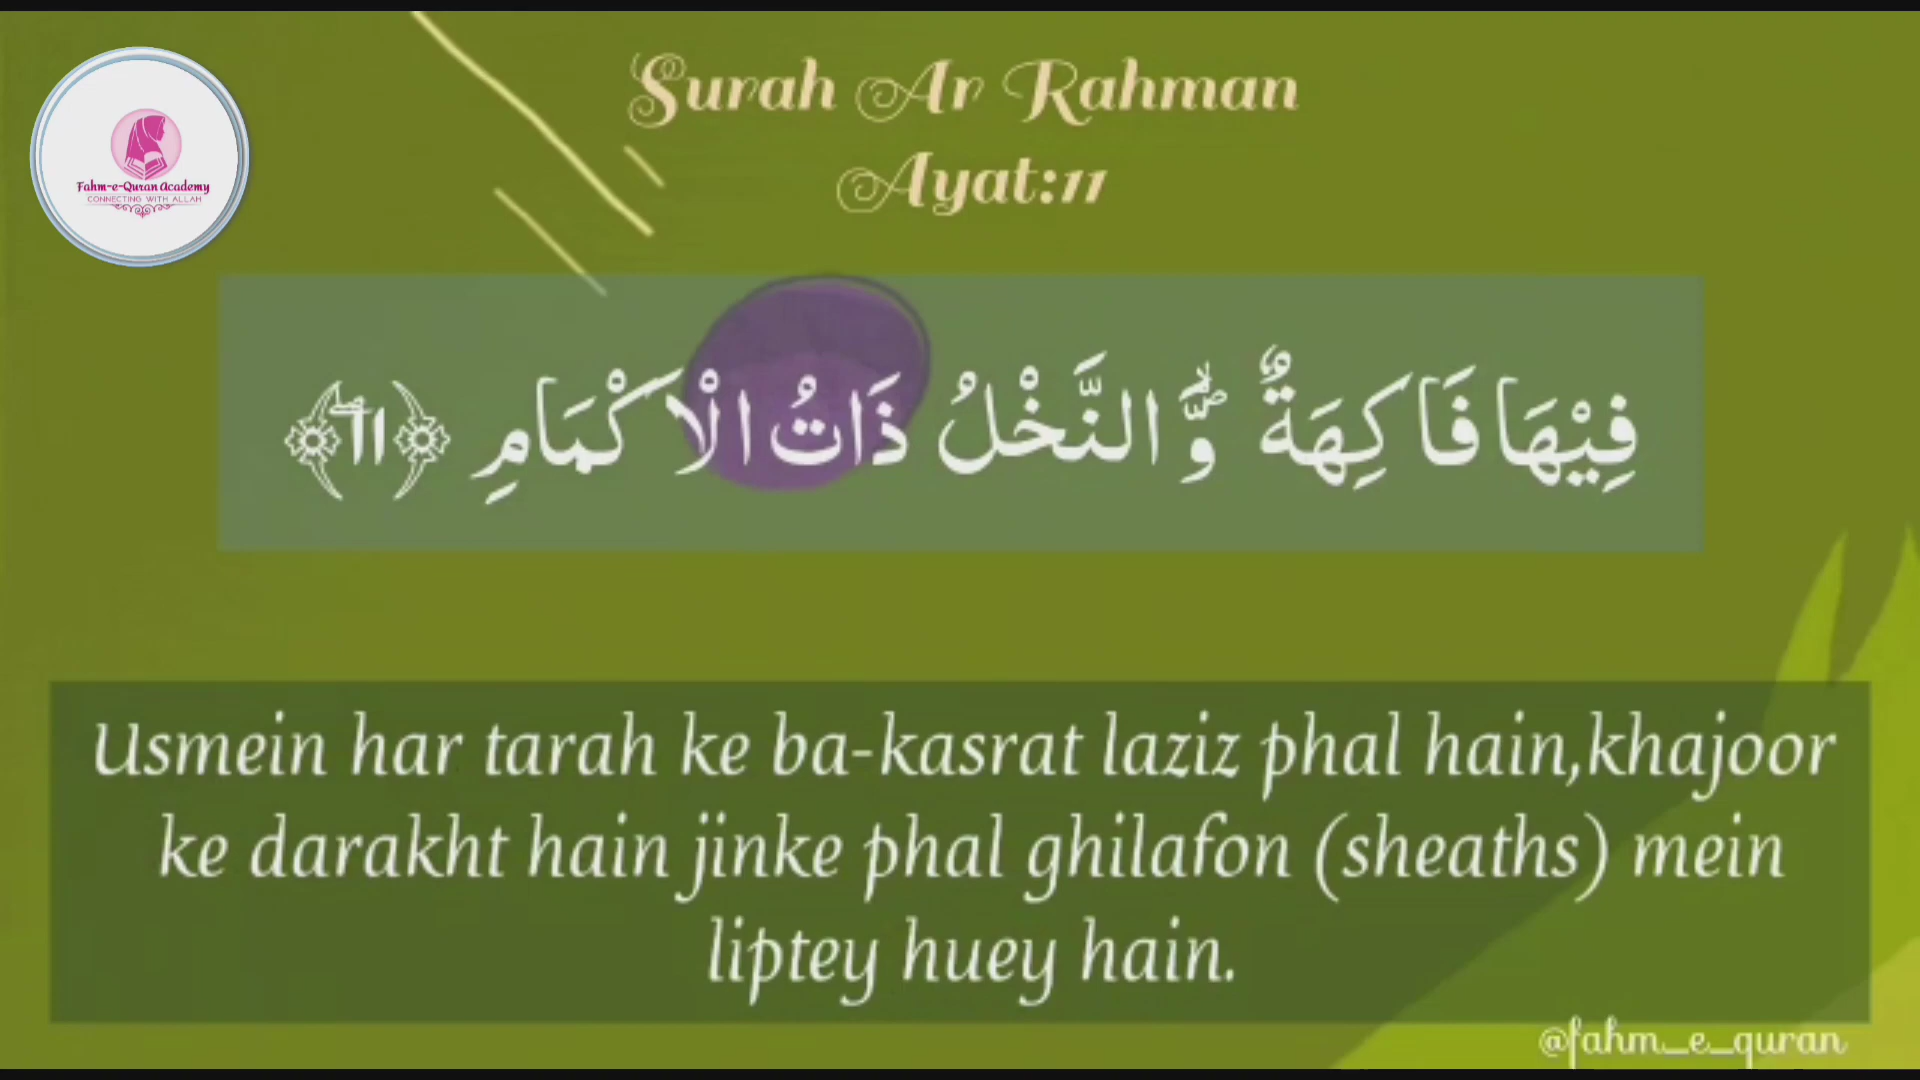 Surah Ar Rahman
Ayat:11
Fahm-e-Quran Academy
CONNECTING WITH ALLAH
فِيْهَا فَاكِهَةٌ ۪ۙ وَّالنَّخْلُ ذَاتُ الْاَكْمَامِ ﴿۱۱ۖ﴾
Usmein har tarah ke ba-kasrat laziz phal hain,khajoor
ke darakht hain jinke phal ghilafon (sheaths) mein
liptey huey hain.
@fahm_e_quran